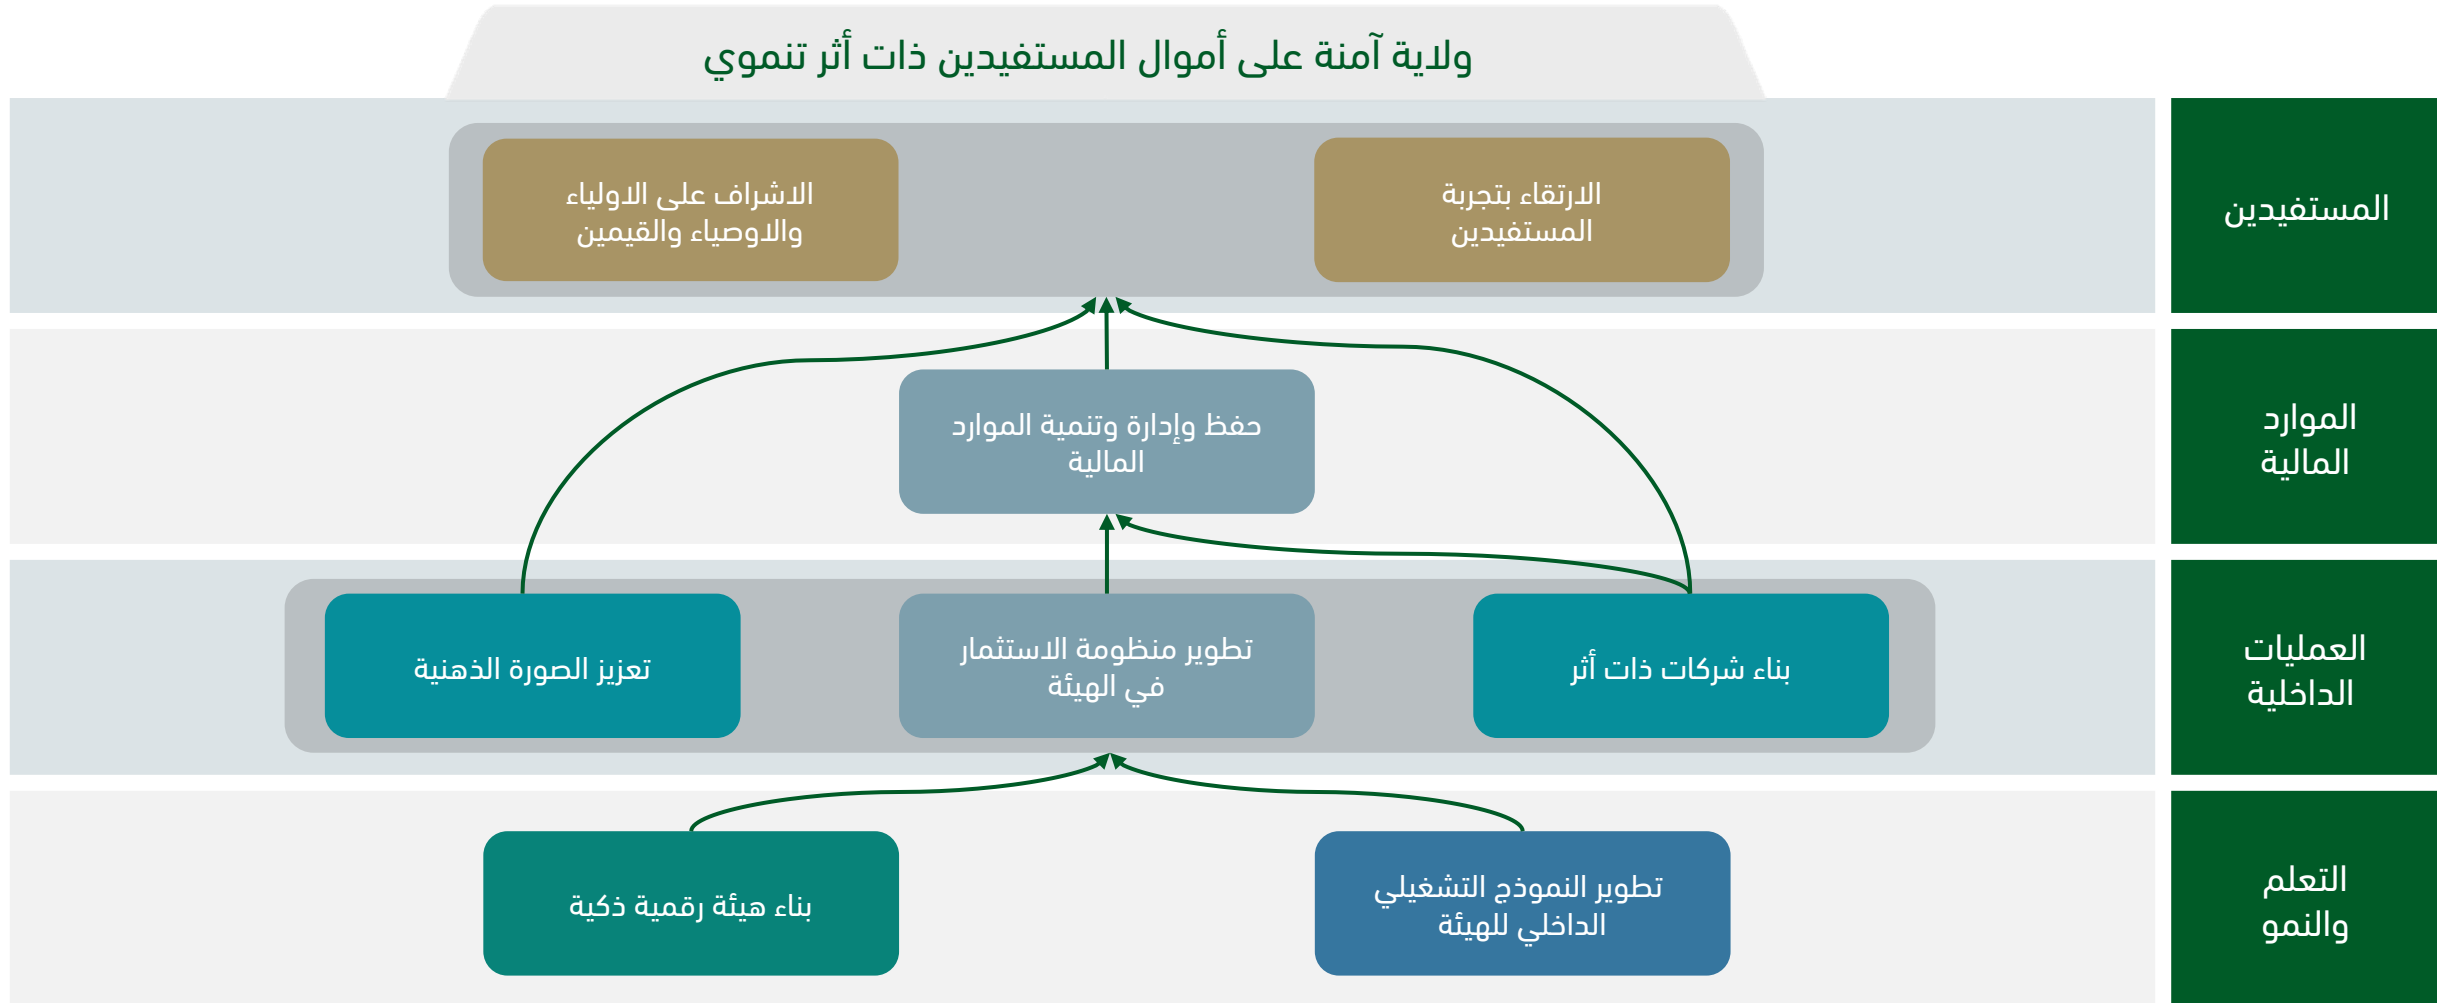 ولاية آمنة على أموال المستفيدين ذات أثر تنموي
المستفيدين
الارتقاء بتجربة
المستفيدين
الاشراف على الاولياء
والاوصياء والقيمين
الموارد
المالية
حفظ وإدارة وتنمية الموارد
المالية
العمليات
الداخلية
بناء شركات ذات أثر
تطوير منظومة الاستثمار
في الهيئة
تعزيز الصورة الذهنية
التعلم
والنمو
تطوير النموذج التشغيلي
الداخلي للهيئة
بناء هيئة رقمية ذكية